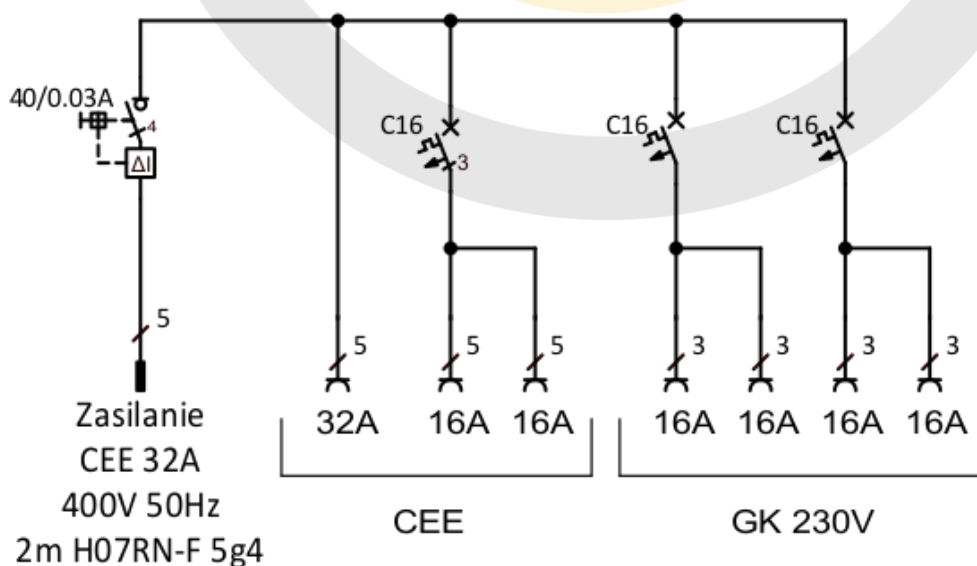 40/0.03A
4
ΔI
C16
3
C16
C16
5
5
5
5
3
3
3
3
32A
16A
16A
16A
16A
16A
16A
Zasilanie
CEE 32A
400V 50Hz
2m H07RN-F 5g4
CEE
GK 230V